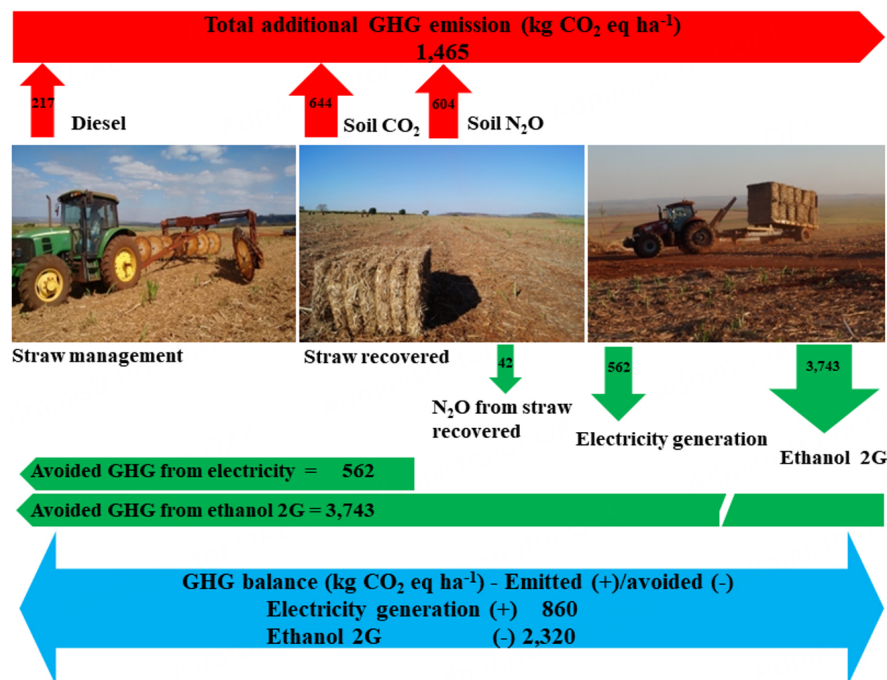 Total additional GHG emission (kg CO₂ eq ha⁻¹)
1,465
217
644
604
Diesel
Soil CO₂
Soil N₂O
Straw management
Straw recovered
42
562
3,743
N₂O from straw
recovered
Electricity generation
Ethanol 2G
Avoided GHG from electricity = 562
Avoided GHG from ethanol 2G = 3,743
GHG balance (kg CO₂ eq ha⁻¹) - Emitted (+)/avoided (-)
Electricity generation (+) 860
Ethanol 2G (-) 2,320